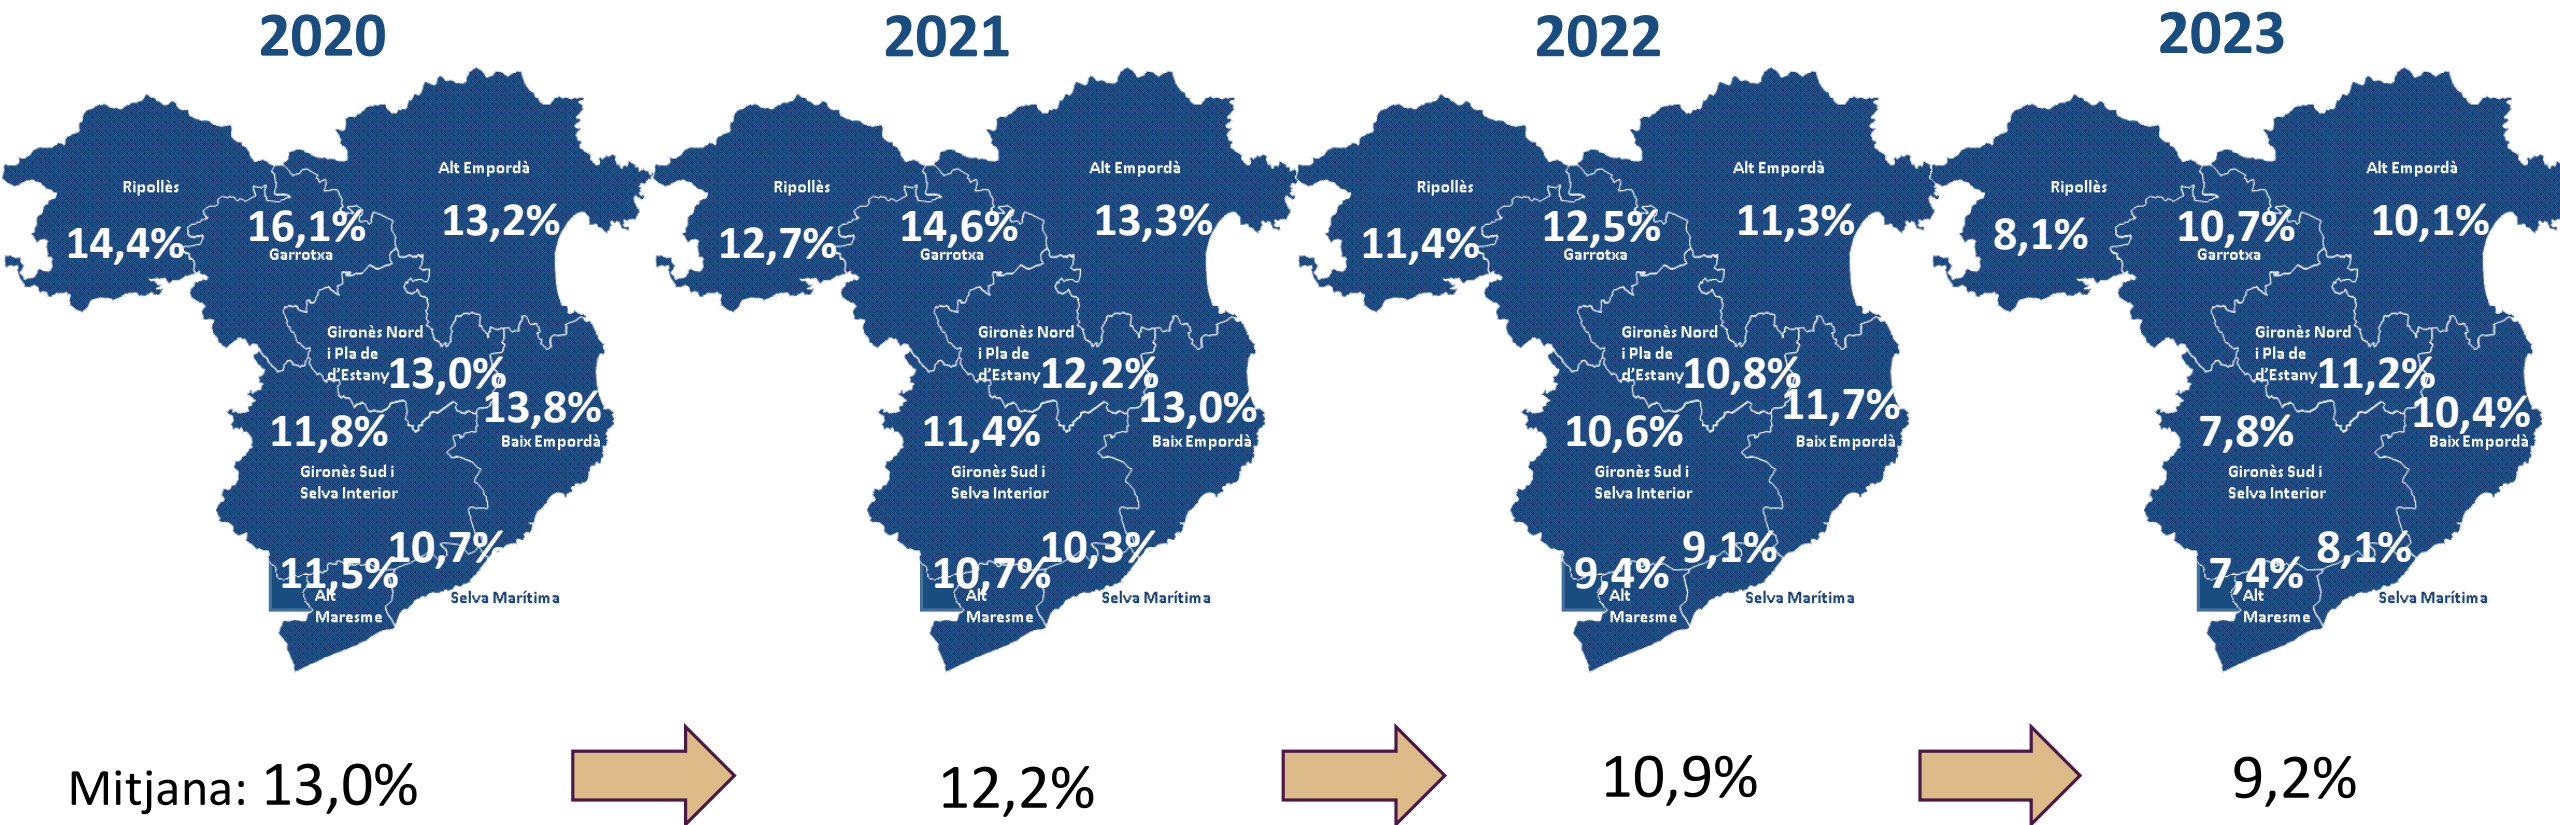 2020
Ripollès
14,4%
16,1%
Garrotxa
Alt Empordà
13,2%
Gironès Nord
i Pla de
d'Estany
13,0%
13,8%
Baix Empordà
11,8%
Gironès Sud i
Selva Interior
10,7%
11,5%
Alt
Maresme
Selva Marítima
2021
Ripollès
12,7%
14,6%
Garrotxa
Alt Empordà
13,3%
Gironès Nord
i Pla de
d'Estany
12,2%
13,0%
Baix Empordà
11,4%
Gironès Sud i
Selva Interior
10,3%
10,7%
Alt
Maresme
Selva Marítima
2022
Ripollès
11,4%
12,5%
Garrotxa
Alt Empordà
11,3%
Gironès Nord
i Pla de
d'Estany
10,8%
11,7%
Baix Empordà
10,6%
Gironès Sud i
Selva Interior
9,1%
9,4%
Alt
Maresme
Selva Marítima
2023
Ripollès
8,1%
10,7%
Garrotxa
Alt Empordà
10,1%
Gironès Nord
i Pla de
d'Estany
11,2%
10,4%
Baix Empordà
7,8%
Gironès Sud i
Selva Interior
8,1%
7,4%
Alt
Maresme
Selva Marítima
Mitjana: 13,0%
12,2%
10,9%
9,2%